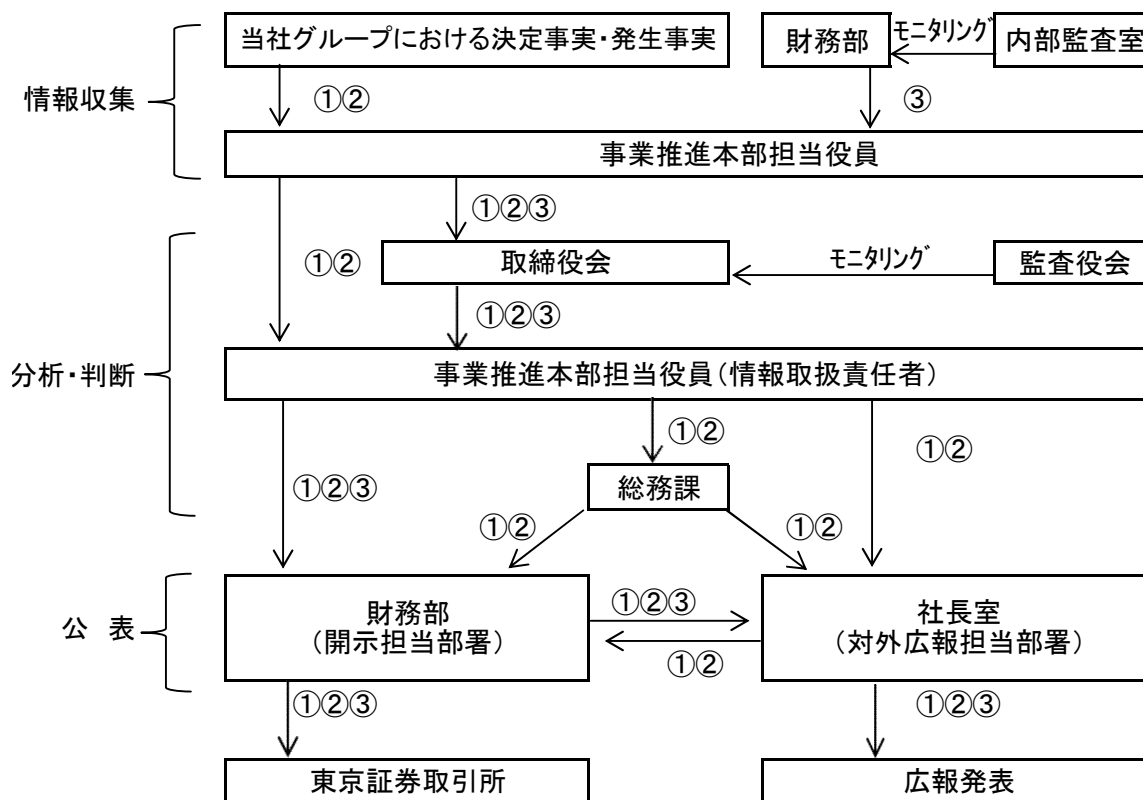 当社グループにおける決定事実・発生事実
財務部
モニタリング
内部監査室
情報収集
①②
③
事業推進本部担当役員
①②③
①②
取締役会
モニタリング
監査役会
①②③
分析・判断
事業推進本部担当役員（情報取扱責任者）
①②
①②
①②③
総務課
①②
①②
公 表
財務部
（開示担当部署）
①②③
①②
社長室
（対外広報担当部署）
①②③
①②③
東京証券取引所
広報発表